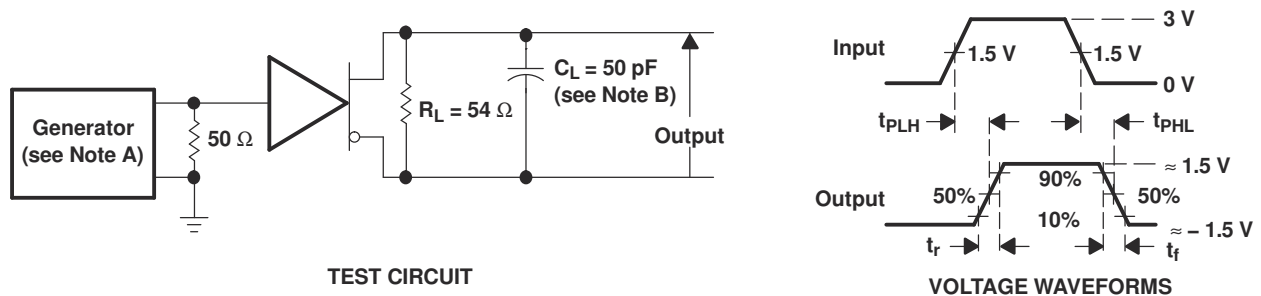 Generator
(see Note A)
50 Ω
R_L = 54 Ω
C_L = 50 pF
(see Note B)
Output
TEST CIRCUIT
Input
3 V
1.5 V
1.5 V
0 V
t_PLH
t_PHL
Output
≈ 1.5 V
50%
90%
50%
10%
≈ – 1.5 V
t_r
t_f
VOLTAGE WAVEFORMS